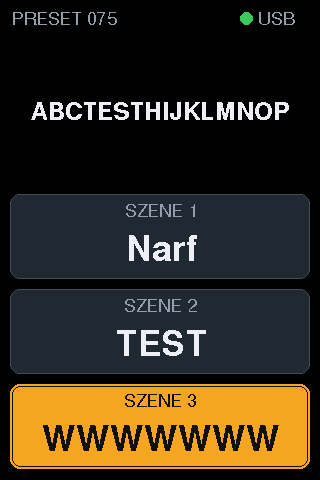 PRESET 075 USB
ABCTESTHIJKLMNOP
SZENE 1
Narf
SZENE 2
TEST
SZENE 3
WWWWWWW